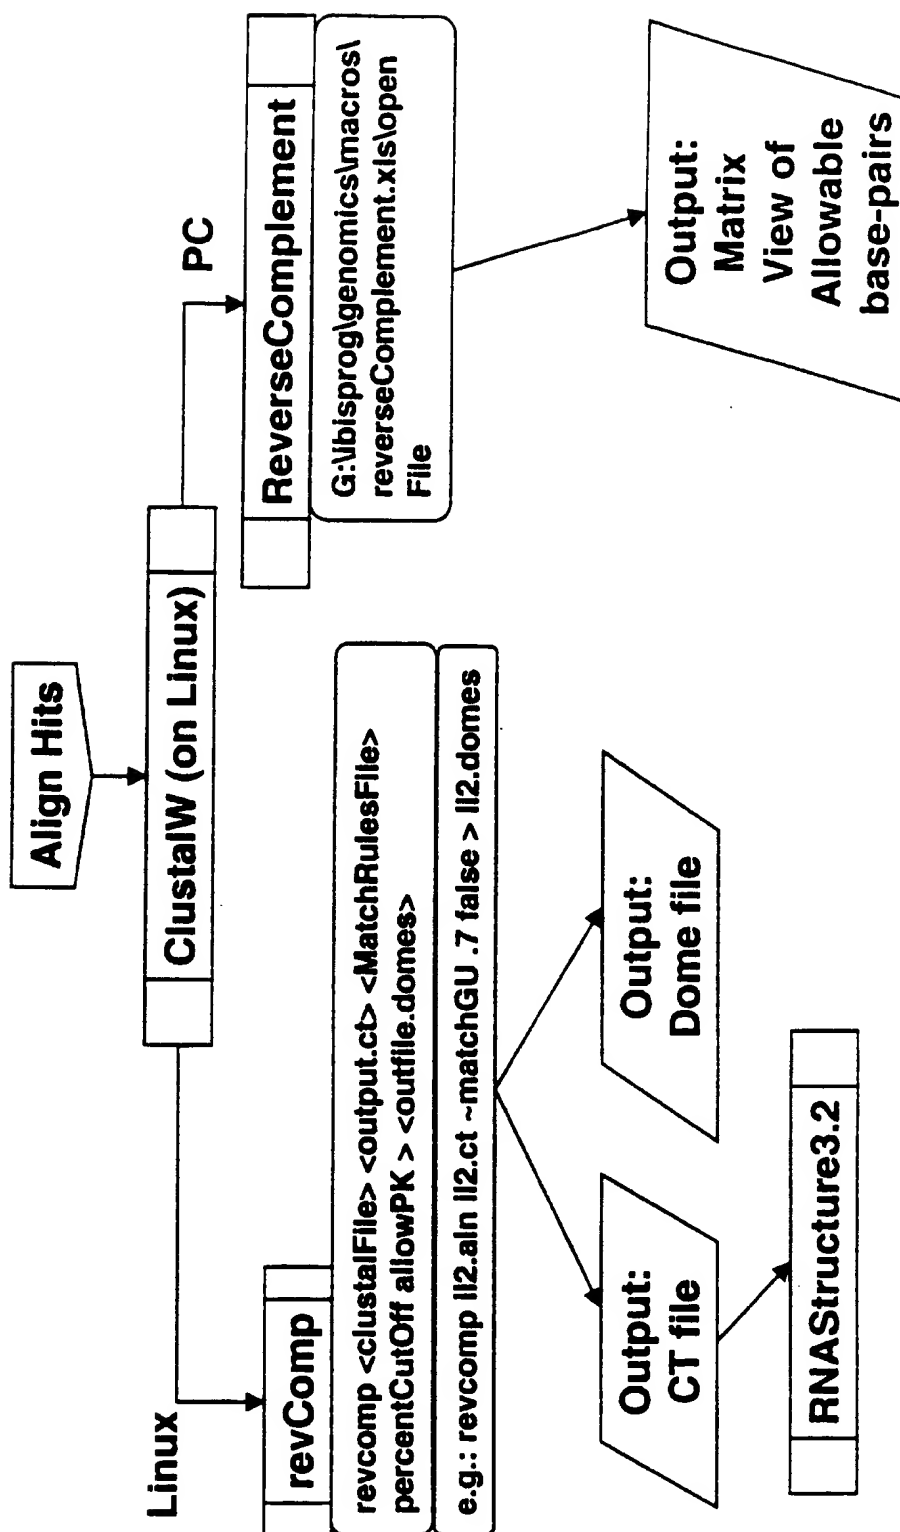 Align Hits
ClustalW (on Linux)
Linux
PC
revComp
revcomp <clustalFile> <output.ct> <MatchRulesFile>
percentCutOff allowPK > <outfile.domes>
e.g.: revcomp ll2.aln ll2.ct ~matchGU .7 false > ll2.domes
ReverseComplement
G:\ibisprog\genomics\macros\
reverseComplement.xls\open
File
Output:
CT file
Output:
Dome file
Output:
Matrix
View of
Allowable
base-pairs
RNAStructure3.2